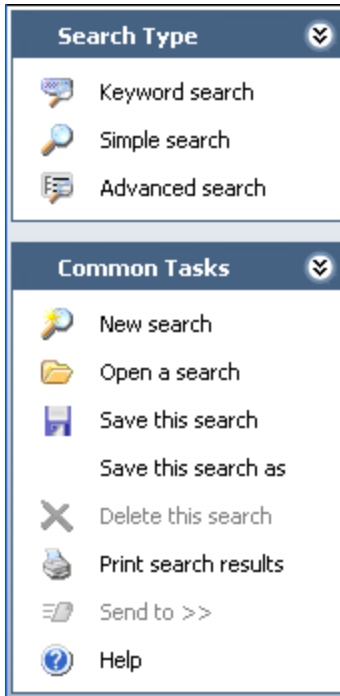 Search Type
Keyword search
Simple search
Advanced search
Common Tasks
New search
Open a search
Save this search
Save this search as
Delete this search
Print search results
Send to >>
Help